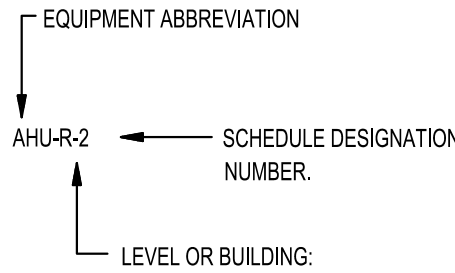 EQUIPMENT ABBREVIATION
AHU-R-2
SCHEDULE DESIGNATION
NUMBER.
LEVEL OR BUILDING: